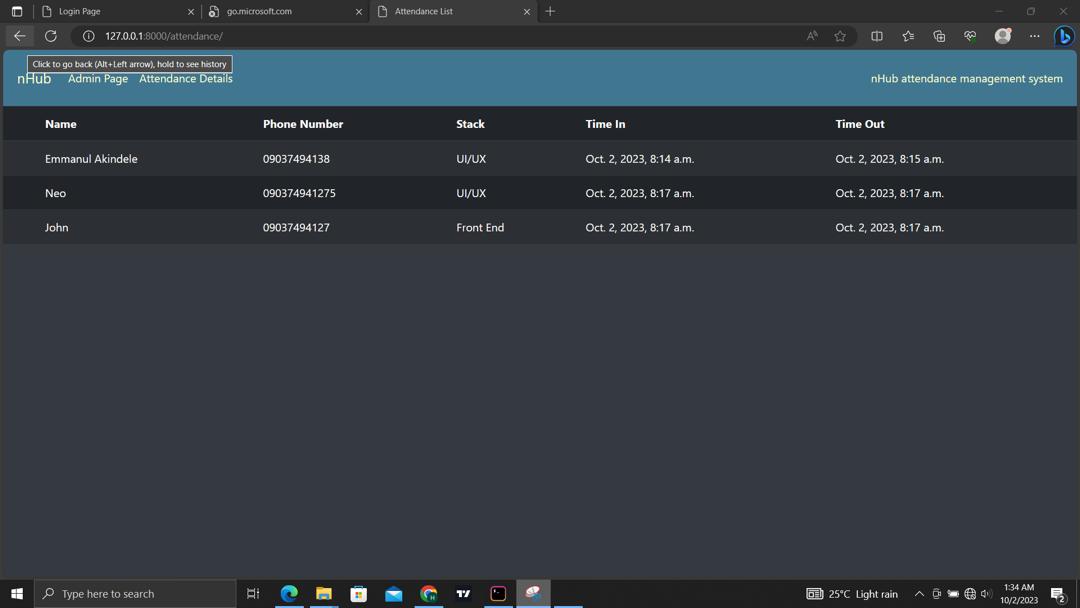 Login Page
go.microsoft.com
Attendance List
127.0.0.1:8000/attendance/
Click to go back (Alt+Left arrow), hold to see history
nHub Admin Page Attendance Details nHub attendance management system
Name Phone Number Stack Time In Time Out
Emmanul Akindele 09037494138 UI/UX Oct. 2, 2023, 8:14 a.m. Oct. 2, 2023, 8:15 a.m.
Neo 090374941275 UI/UX Oct. 2, 2023, 8:17 a.m. Oct. 2, 2023, 8:17 a.m.
John 09037494127 Front End Oct. 2, 2023, 8:17 a.m. Oct. 2, 2023, 8:17 a.m.
Type here to search
25°C Light rain
1:34 AM
10/2/2023
2